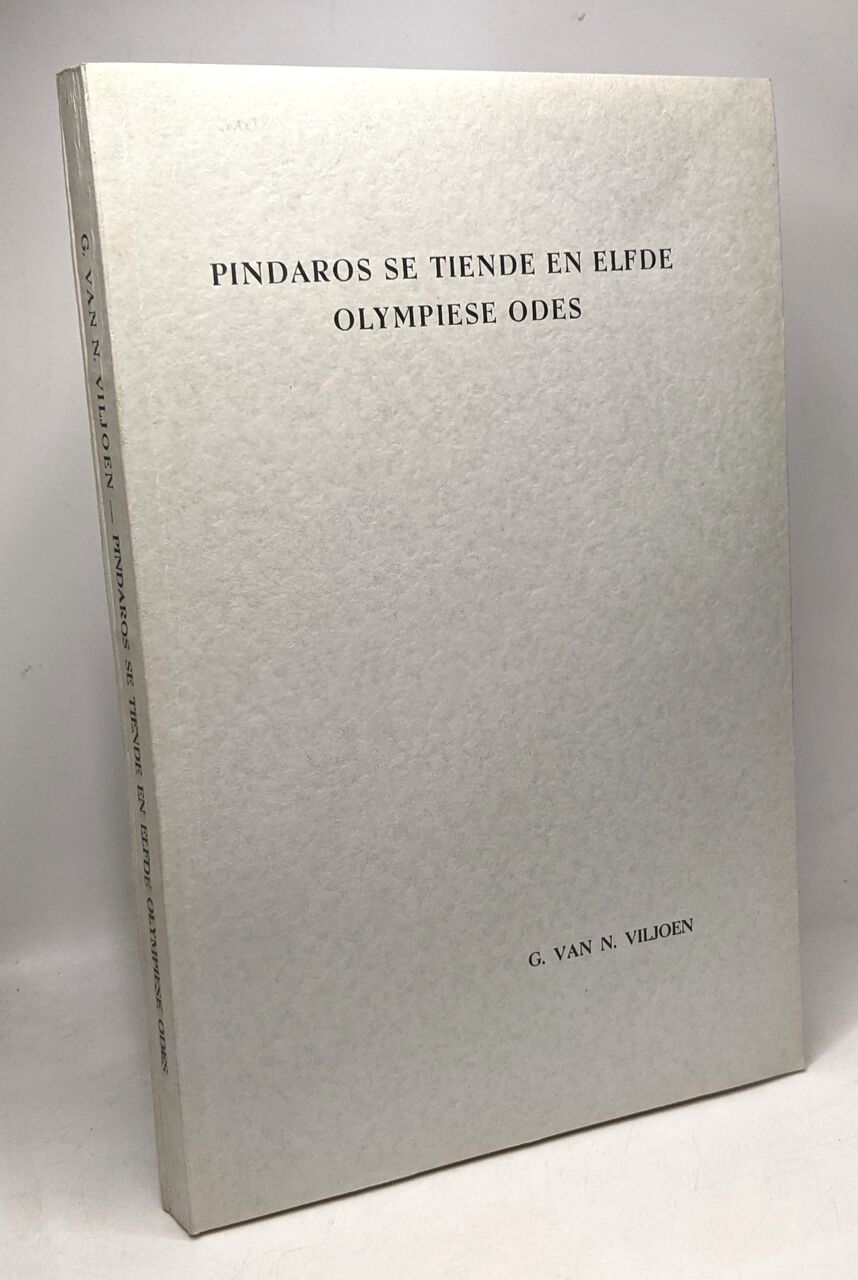 PINDAROS SE TIENDE EN ELFDE
OLYMPIESE ODES
G. VAN N. VILJOEN
G. VAN N. VILJOEN — PINDAROS SE TIENDE EN ELFDE OLYMPIESE ODES